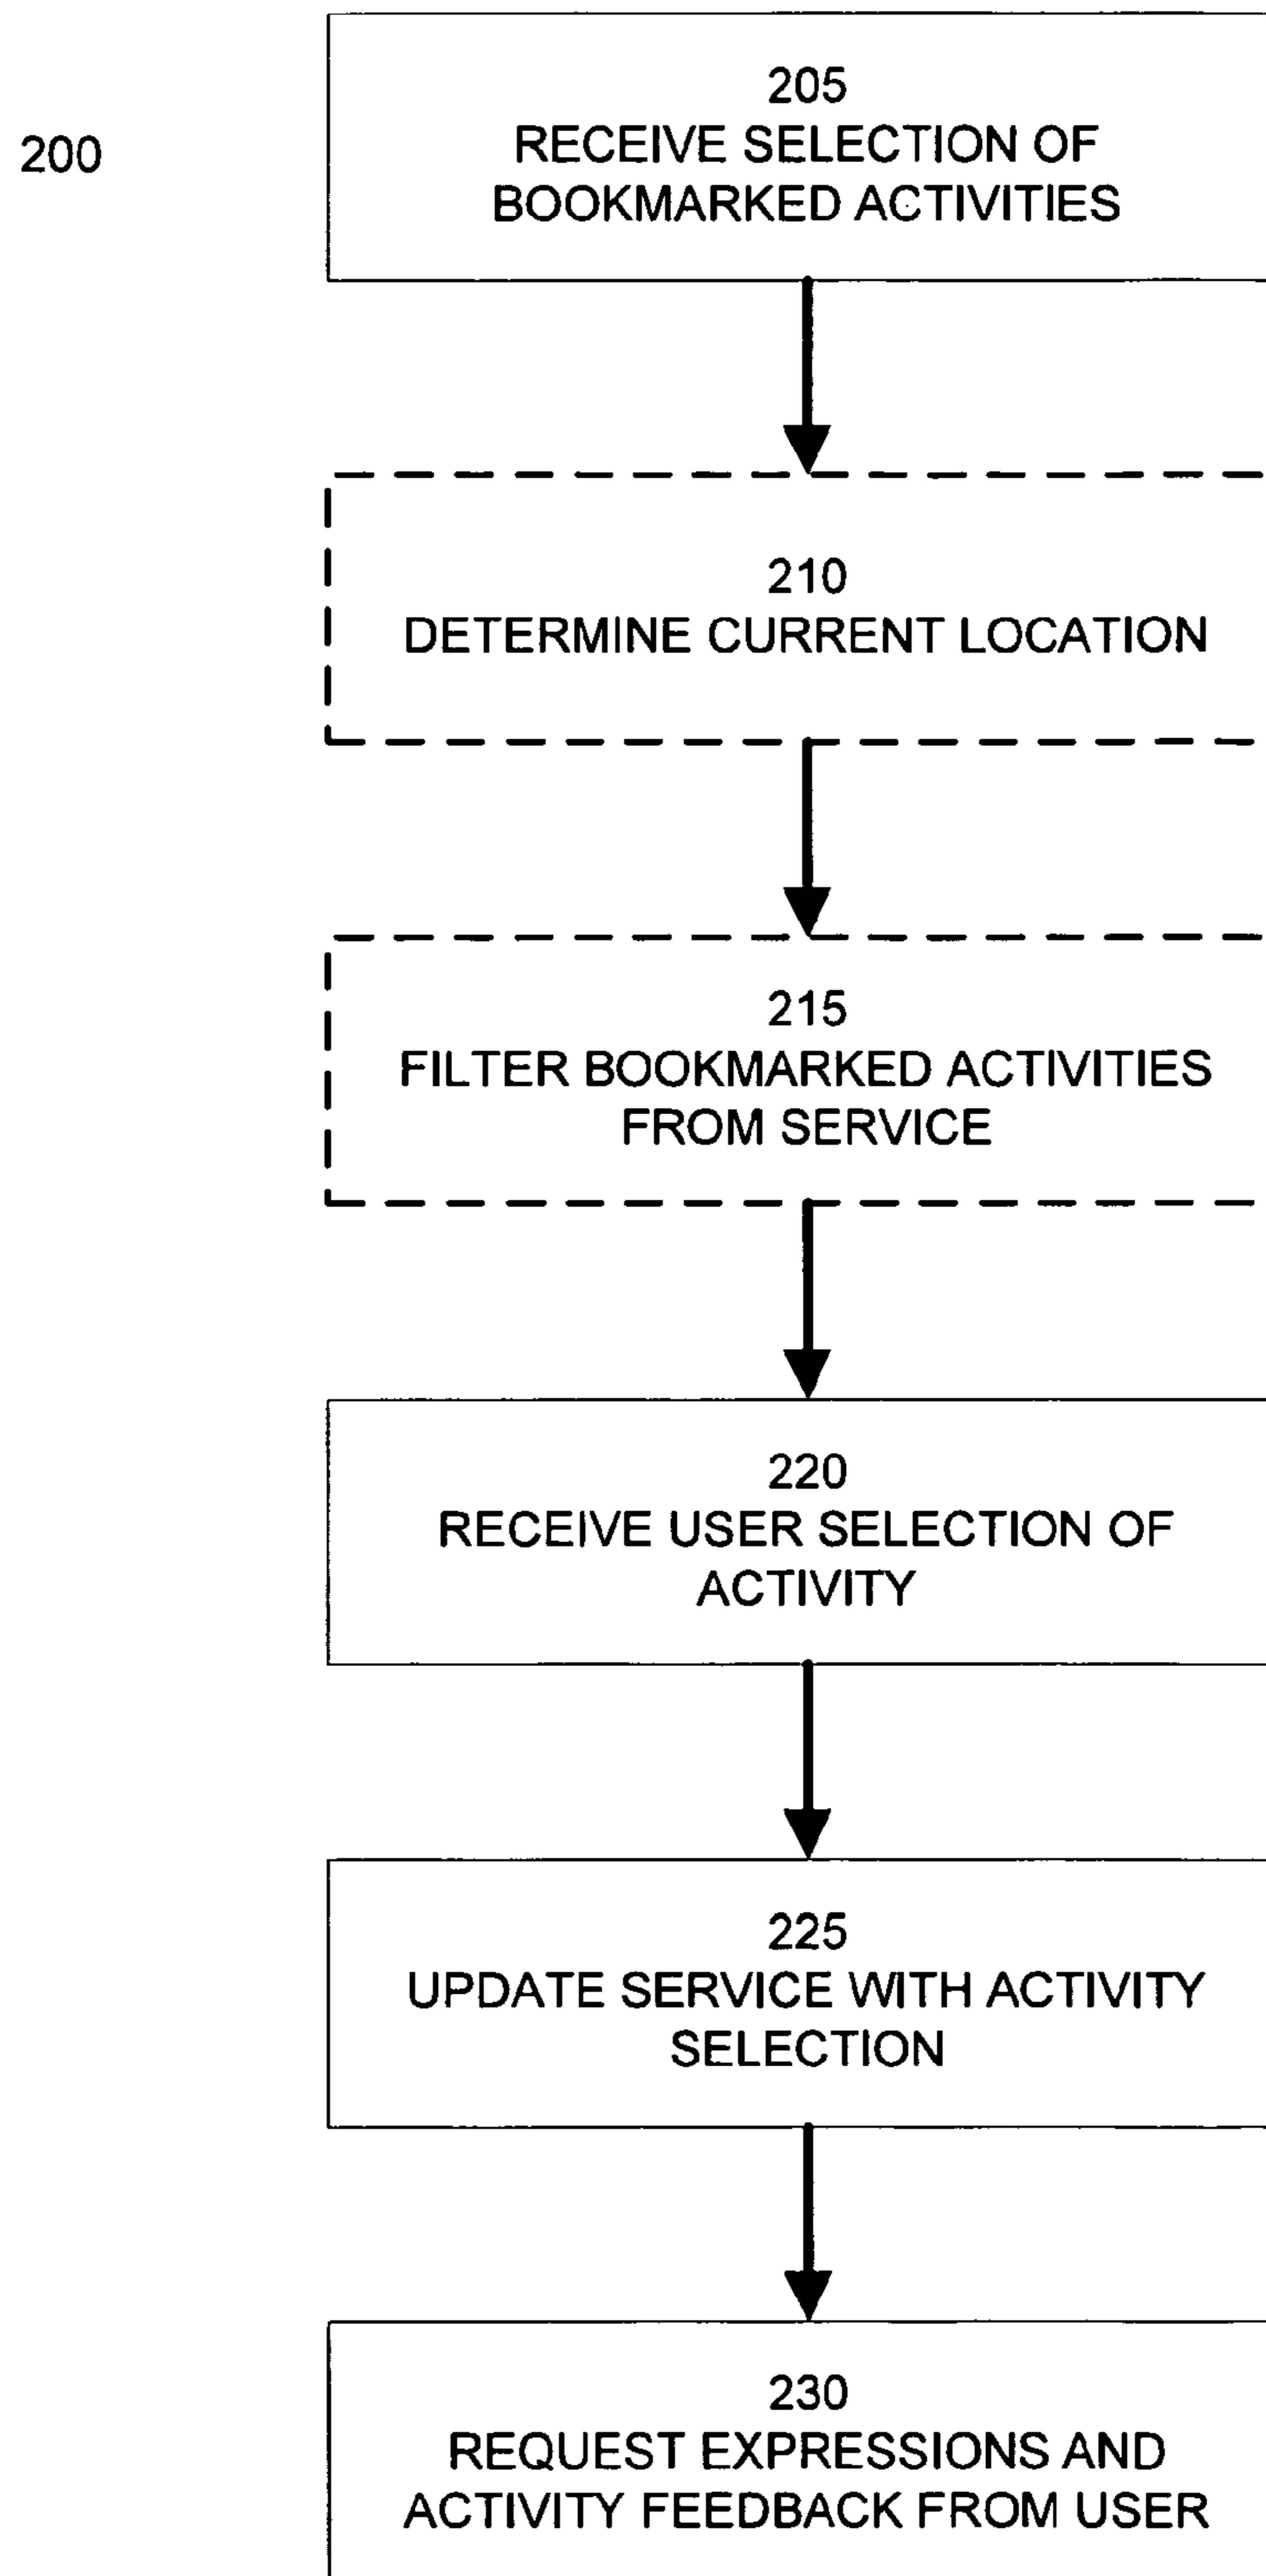 200
205
RECEIVE SELECTION OF
BOOKMARKED ACTIVITIES
210
DETERMINE CURRENT LOCATION
215
FILTER BOOKMARKED ACTIVITIES
FROM SERVICE
220
RECEIVE USER SELECTION OF
ACTIVITY
225
UPDATE SERVICE WITH ACTIVITY
SELECTION
230
REQUEST EXPRESSIONS AND
ACTIVITY FEEDBACK FROM USER